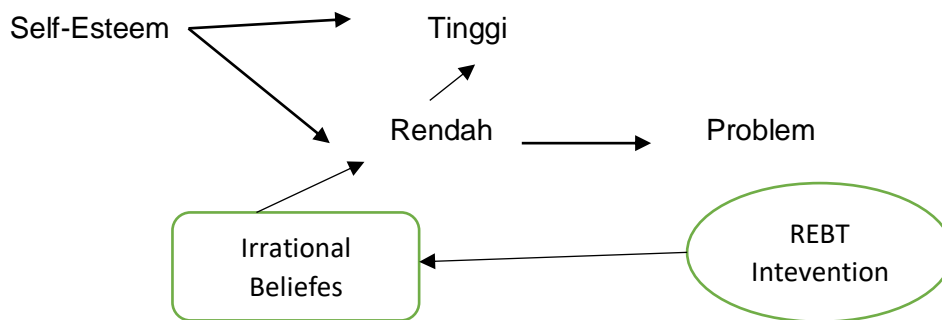 Self-Esteem
Tinggi
Rendah
Problem
Irrational
Beliefes
REBT
Intevention